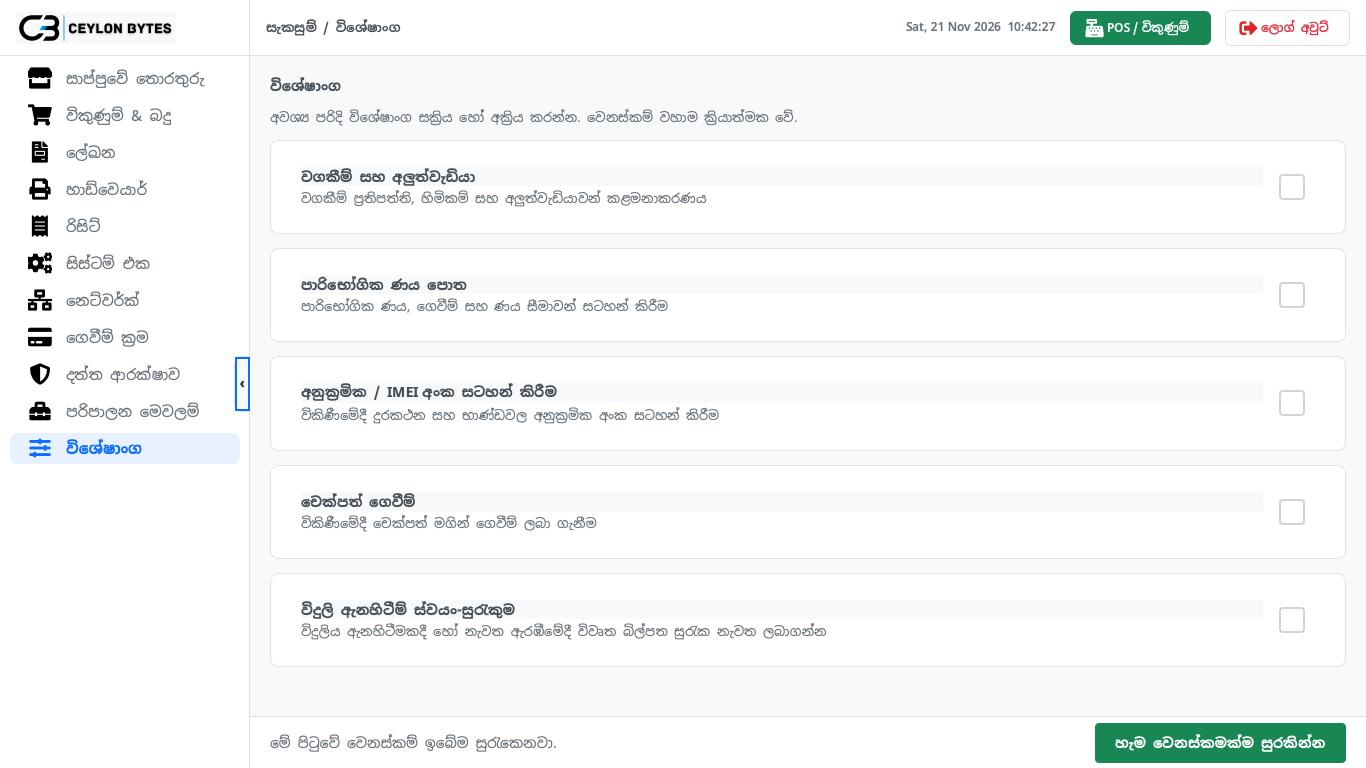 CEYLON BYTES
සැකසුම් / විශේෂාංග
Sat, 21 Nov 2026 10:42:27
POS / විකුණුම්
ලොග් අවුට්
සාප්පුවේ තොරතුරු
විකුණුම් & බදු
ලේඛන
හාඩ්වෙයාර්
රිසිට්
සිස්ටම් එක
නෙට්වර්ක්
ගෙවීම් ක්‍රම
දත්ත ආරක්ෂාව
පරිපාලන මෙවලම්
විශේෂාංග
‹
විශේෂාංග
අවශ්‍ය පරිදි විශේෂාංග සක්‍රිය හෝ අක්‍රිය කරන්න. වෙනස්කම් වහාම ක්‍රියාත්මක වේ.
වගකීම් සහ අලුත්වැඩියා
වගකීම් ප්‍රතිපත්ති, හිමිකම් සහ අලුත්වැඩියාවන් කළමනාකරණය
පාරිභෝගික ණය පොත
පාරිභෝගික ණය, ගෙවීම් සහ ණය සීමාවන් සටහන් කිරීම
අනුක්‍රමික / IMEI අංක සටහන් කිරීම
විකිණීමේදී දුරකථන සහ භාණ්ඩවල අනුක්‍රමික අංක සටහන් කිරීම
චෙක්පත් ගෙවීම්
විකිණීමේදී චෙක්පත් මගින් ගෙවීම් ලබා ගැනීම
විදුලි ඇනහිටීම් ස්වයං-සුරැකුම
විදුලිය ඇනහිටීමකදී හෝ නැවත ඇරඹීමේදී විවෘත බිල්පත සුරැක නැවත ලබාගන්න
මේ පිටුවේ වෙනස්කම් ඉබේම සුරැකෙනවා.
හැම වෙනස්කමක්ම සුරකින්න